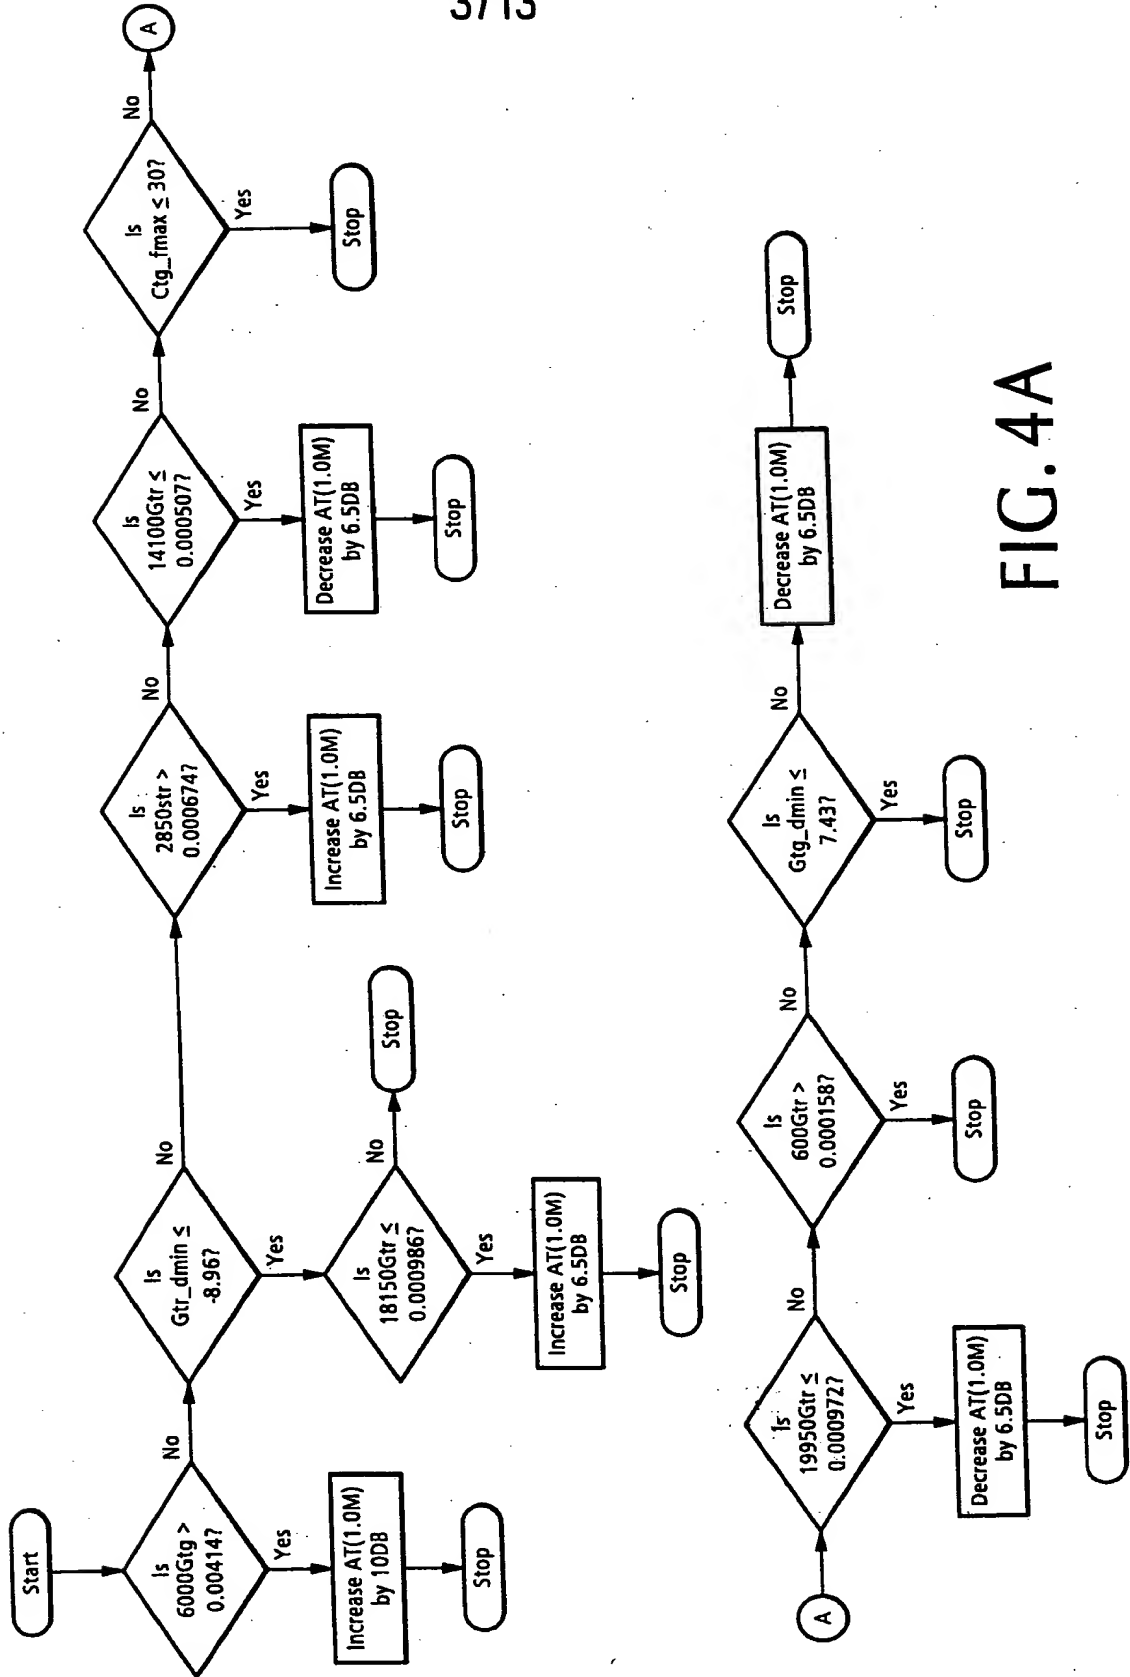 3/13
Start
Is
6000Gtg >
0.00414?
No
Yes
Increase AT(1.0M)
by 10DB
Stop
Is
Gtr_dmin ≤
-8.96?
No
Yes
Is
18150Gtr ≤
0.000986?
No
Stop
Yes
Increase AT(1.0M)
by 6.5DB
Stop
Is
2850str >
0.000674?
No
Yes
Increase AT(1.0M)
by 6.5DB
Stop
Is
14100Gtr ≤
0.000507?
No
Yes
Decrease AT(1.0M)
by 6.5DB
Stop
Is
Ctg_fmax ≤ 30?
No
A
Yes
Stop
A
Is
19950Gtr ≤
0.000972?
No
Yes
Decrease AT(1.0M)
by 6.5DB
Stop
Is
600Gtr >
0.000158?
No
Yes
Stop
Is
Gtg_dmin ≤
7.43?
No
Yes
Stop
Decrease AT(1.0M)
by 6.5DB
Stop
FIG. 4A